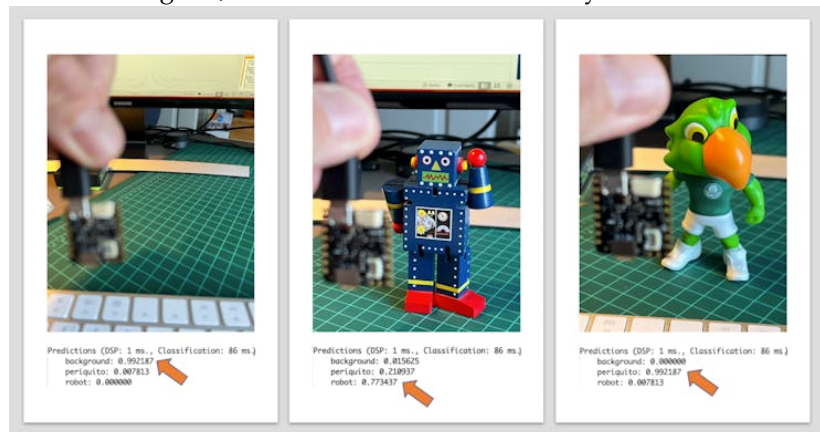 Predictions (DSP: 1 ms., Classification: 86 ms.)
background: 0.992187
periquito: 0.007813
robot: 0.000000
Predictions (DSP: 1 ms., Classification: 86 ms.)
background: 0.015625
periquito: 0.210937
robot: 0.773437
Predictions (DSP: 1 ms., Classification: 86 ms.)
background: 0.000000
periquito: 0.992187
robot: 0.007813